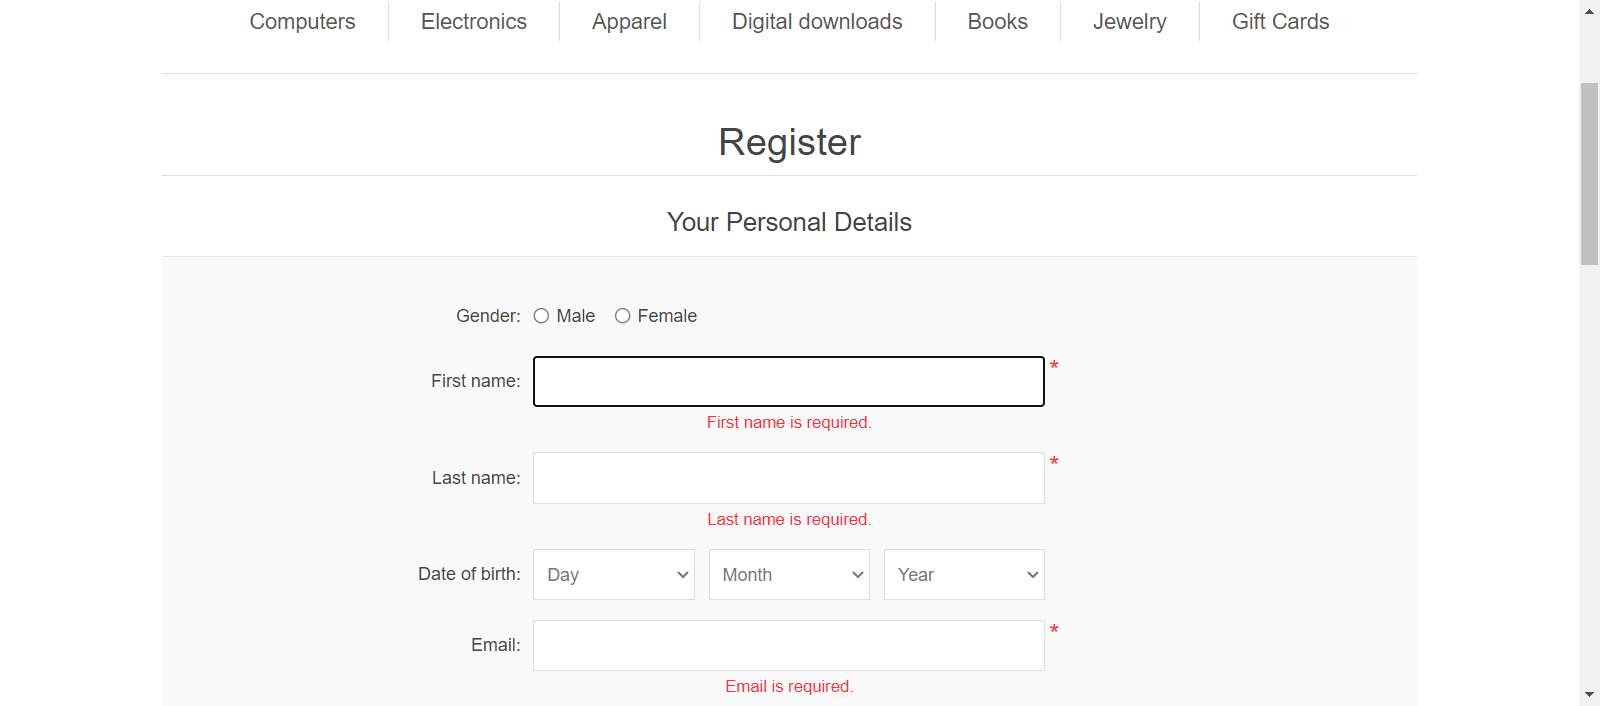 Computers Electronics Apparel Digital downloads Books Jewelry Gift Cards
Register
Your Personal Details
Gender: Male Female
First name: *
First name is required.
Last name: *
Last name is required.
Date of birth: Day Month Year
Email: *
Email is required.